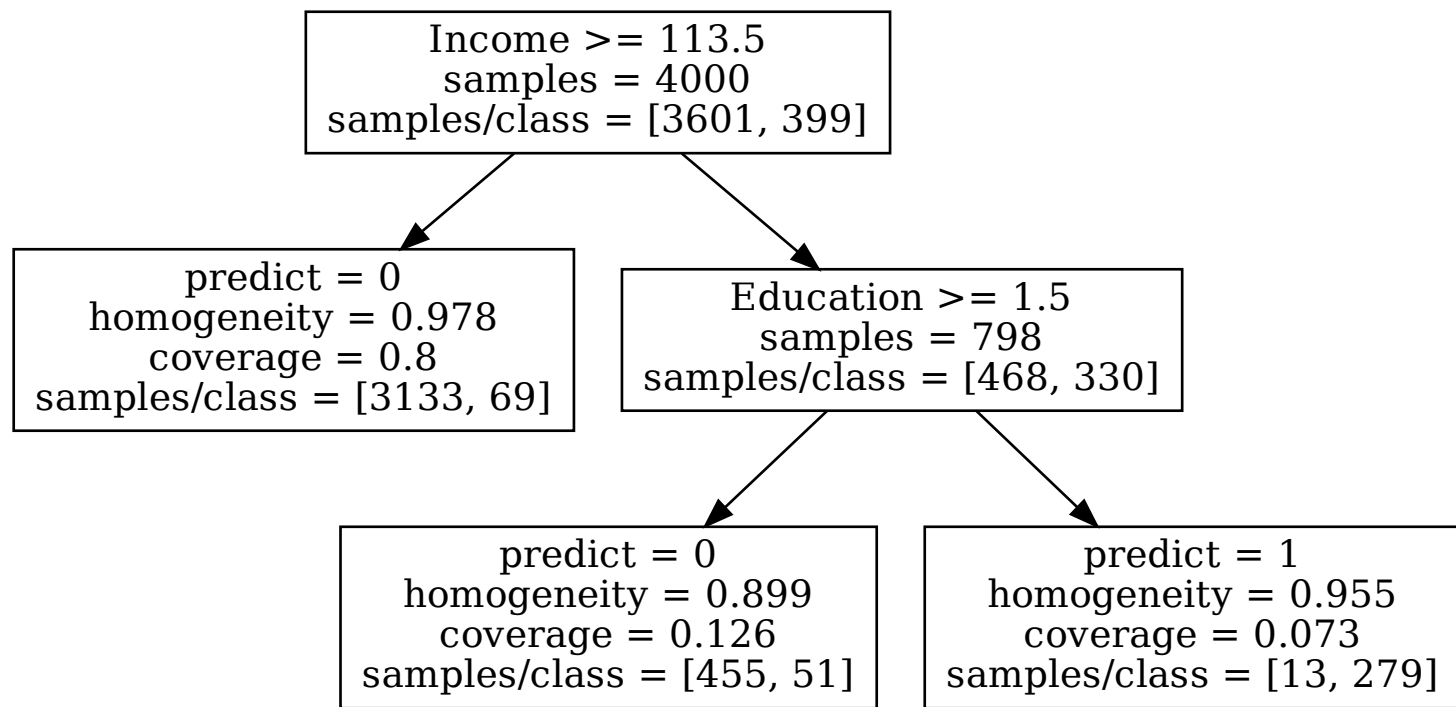 Income >= 113.5
samples = 4000
samples/class = [3601, 399]
predict = 0
homogeneity = 0.978
coverage = 0.8
samples/class = [3133, 69]
Education >= 1.5
samples = 798
samples/class = [468, 330]
predict = 0
homogeneity = 0.899
coverage = 0.126
samples/class = [455, 51]
predict = 1
homogeneity = 0.955
coverage = 0.073
samples/class = [13, 279]